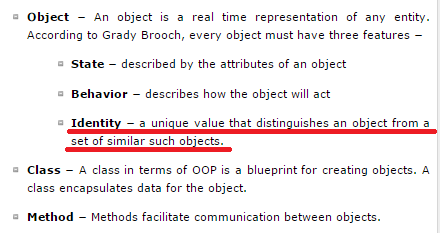 Object – An object is a real time representation of any entity.
According to Grady Brooch, every object must have three features –
State – described by the attributes of an object
Behavior – describes how the object will act
Identity – a unique value that distinguishes an object from a
set of similar such objects.
Class – A class in terms of OOP is a blueprint for creating objects. A
class encapsulates data for the object.
Method – Methods facilitate communication between objects.